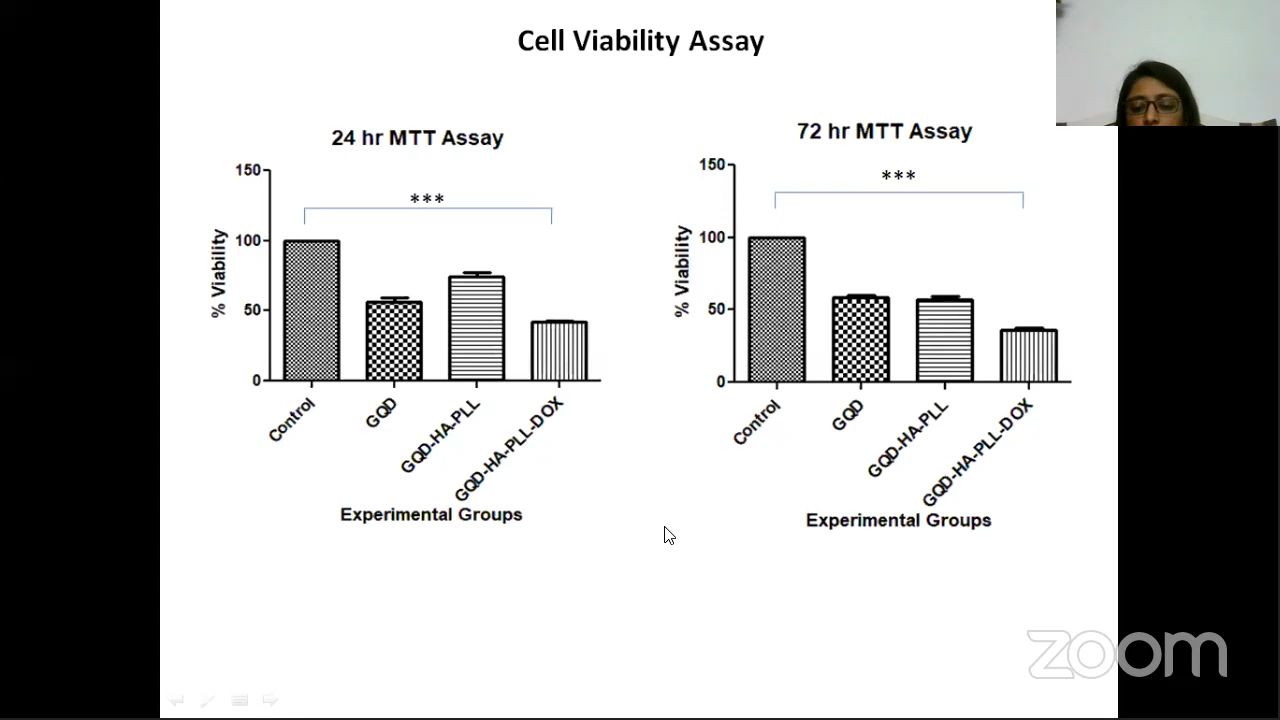 Cell Viability Assay
24 hr MTT Assay
150
100
50
0
% Viability
***
Control
GQD
GQD-HA-PLL
GQD-HA-PLL-DOX
Experimental Groups
72 hr MTT Assay
150
100
50
0
% Viability
***
Control
GQD
GQD-HA-PLL
GQD-HA-PLL-DOX
Experimental Groups
zoom